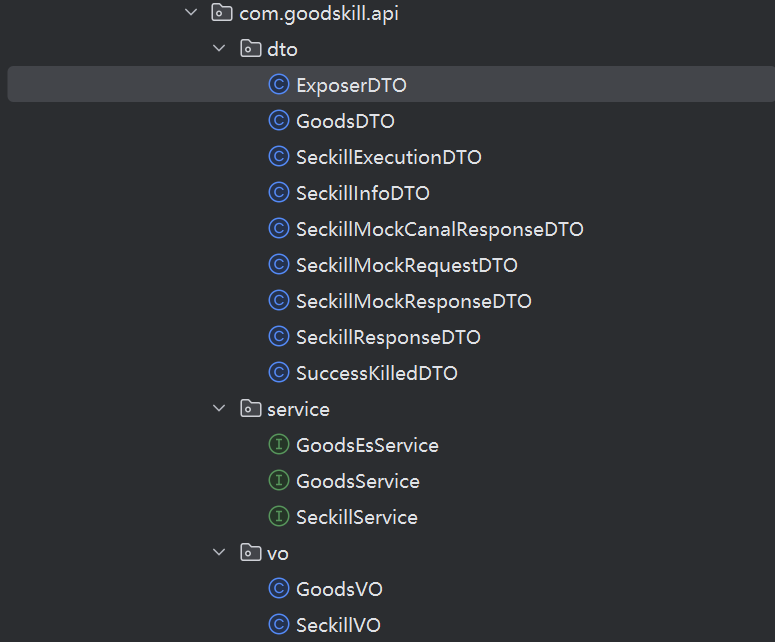 com.goodskill.api
dto
ExposerDTO
GoodsDTO
SeckillExecutionDTO
SeckillInfoDTO
SeckillMockCanalResponseDTO
SeckillMockRequestDTO
SeckillMockResponseDTO
SeckillResponseDTO
SuccessKilledDTO
service
GoodsEsService
GoodsService
SeckillService
vo
GoodsVO
SeckillVO